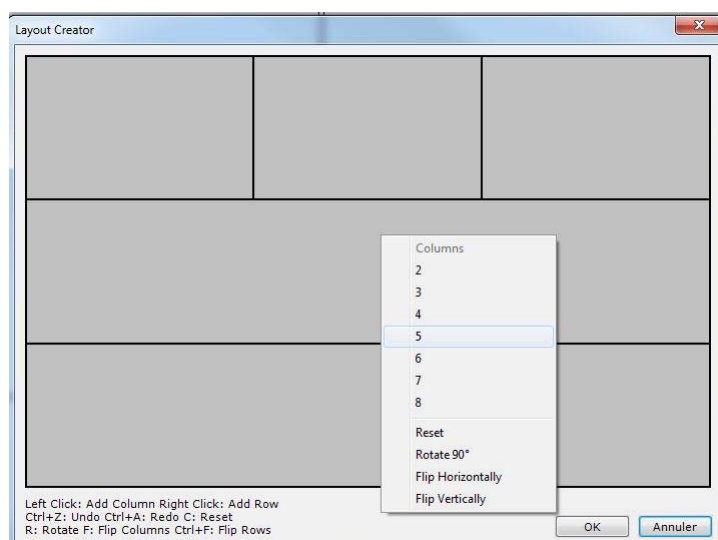 Layout Creator
Columns
2
3
4
5
6
7
8
Reset
Rotate 90°
Flip Horizontally
Flip Vertically
Left Click: Add Column Right Click: Add Row
Ctrl+Z: Undo Ctrl+A: Redo C: Reset
R: Rotate F: Flip Columns Ctrl+F: Flip Rows
OK
Annuler